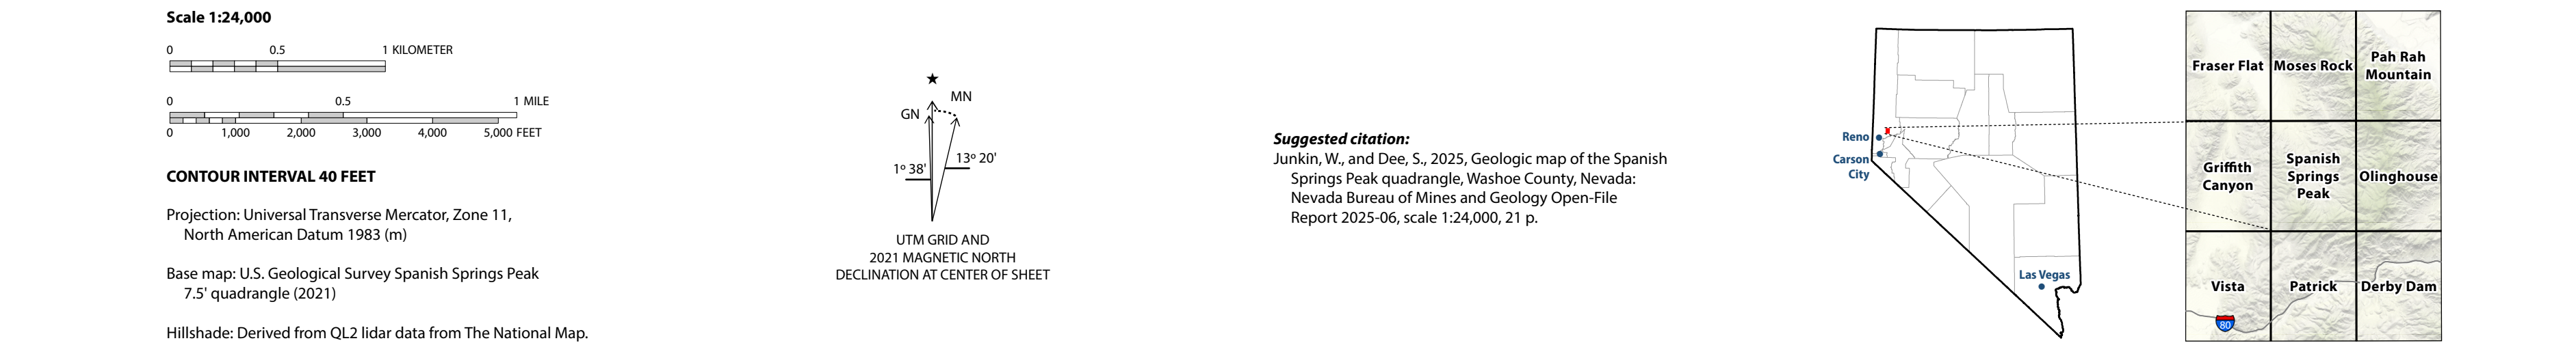 Scale 1:24,000
0 0.5 1 KILOMETER
0 0.5 1 MILE
0 1,000 2,000 3,000 4,000 5,000 FEET
CONTOUR INTERVAL 40 FEET
Projection: Universal Transverse Mercator, Zone 11,
North American Datum 1983 (m)
Base map: U.S. Geological Survey Spanish Springs Peak
7.5' quadrangle (2021)
Hillshade: Derived from QL2 lidar data from The National Map.
MN
GN
13º 20'
1º 38'
UTM GRID AND
2021 MAGNETIC NORTH
DECLINATION AT CENTER OF SHEET
Suggested citation:
Junkin, W., and Dee, S., 2025, Geologic map of the Spanish
Springs Peak quadrangle, Washoe County, Nevada:
Nevada Bureau of Mines and Geology Open-File
Report 2025-06, scale 1:24,000, 21 p.
Reno
Carson
City
Las Vegas
Fraser Flat
Moses Rock
Pah Rah
Mountain
Griffith
Canyon
Spanish
Springs
Peak
Olinghouse
Vista
Patrick
Derby Dam
80